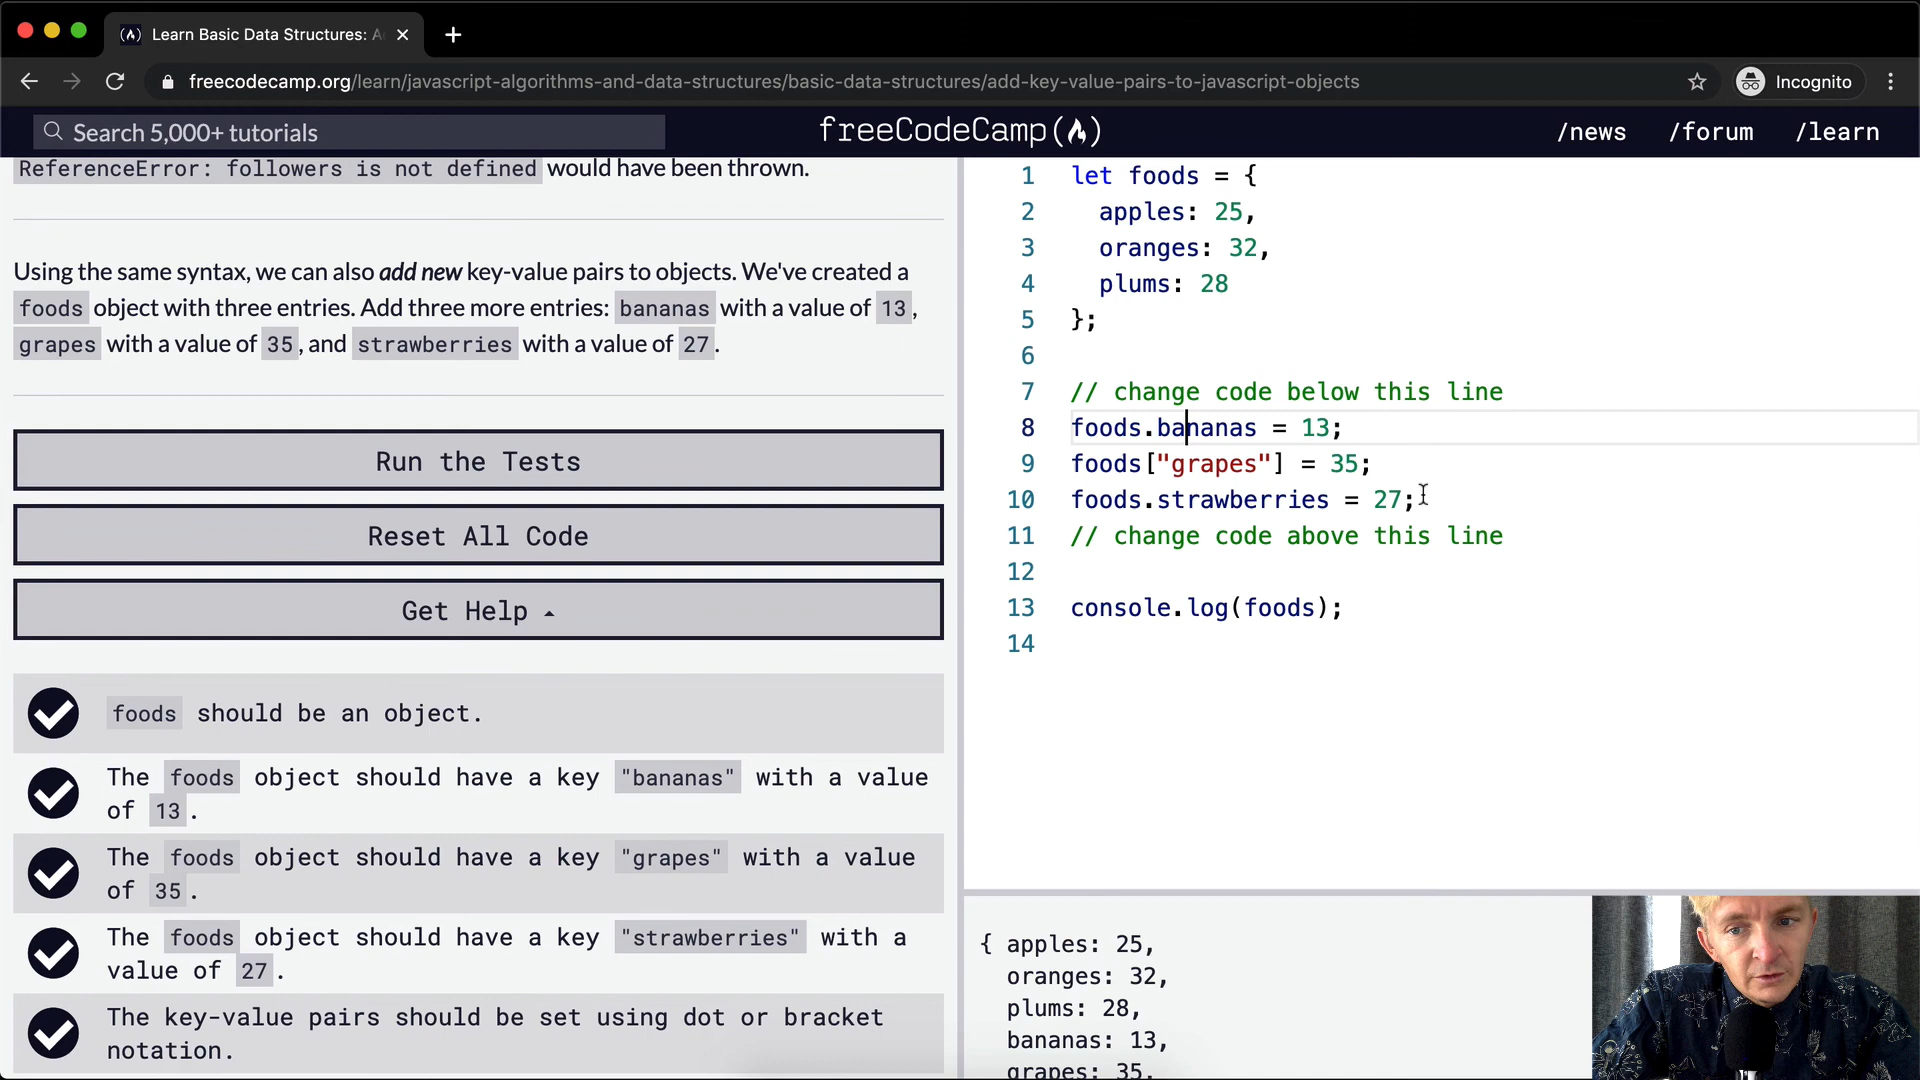 Learn Basic Data Structures: A
freecodecamp.org/learn/javascript-algorithms-and-data-structures/basic-data-structures/add-key-value-pairs-to-javascript-objects
Incognito
Search 5,000+ tutorials
freeCodeCamp
/news
/forum
/learn
ReferenceError: followers is not defined would have been thrown.
Using the same syntax, we can also add new key-value pairs to objects. We've created a
foods object with three entries. Add three more entries: bananas with a value of 13,
grapes with a value of 35, and strawberries with a value of 27.
Run the Tests
Reset All Code
Get Help
foods should be an object.
The foods object should have a key "bananas" with a value
of 13.
The foods object should have a key "grapes" with a value
of 35.
The foods object should have a key "strawberries" with a
value of 27.
The key-value pairs should be set using dot or bracket
notation.
1 let foods = {
2 apples: 25,
3 oranges: 32,
4 plums: 28
5 };
6
7 // change code below this line
8 foods.bananas = 13;
9 foods["grapes"] = 35;
10 foods.strawberries = 27;
11 // change code above this line
12
13 console.log(foods);
14
{ apples: 25,
oranges: 32,
plums: 28,
bananas: 13,
grapes: 35,